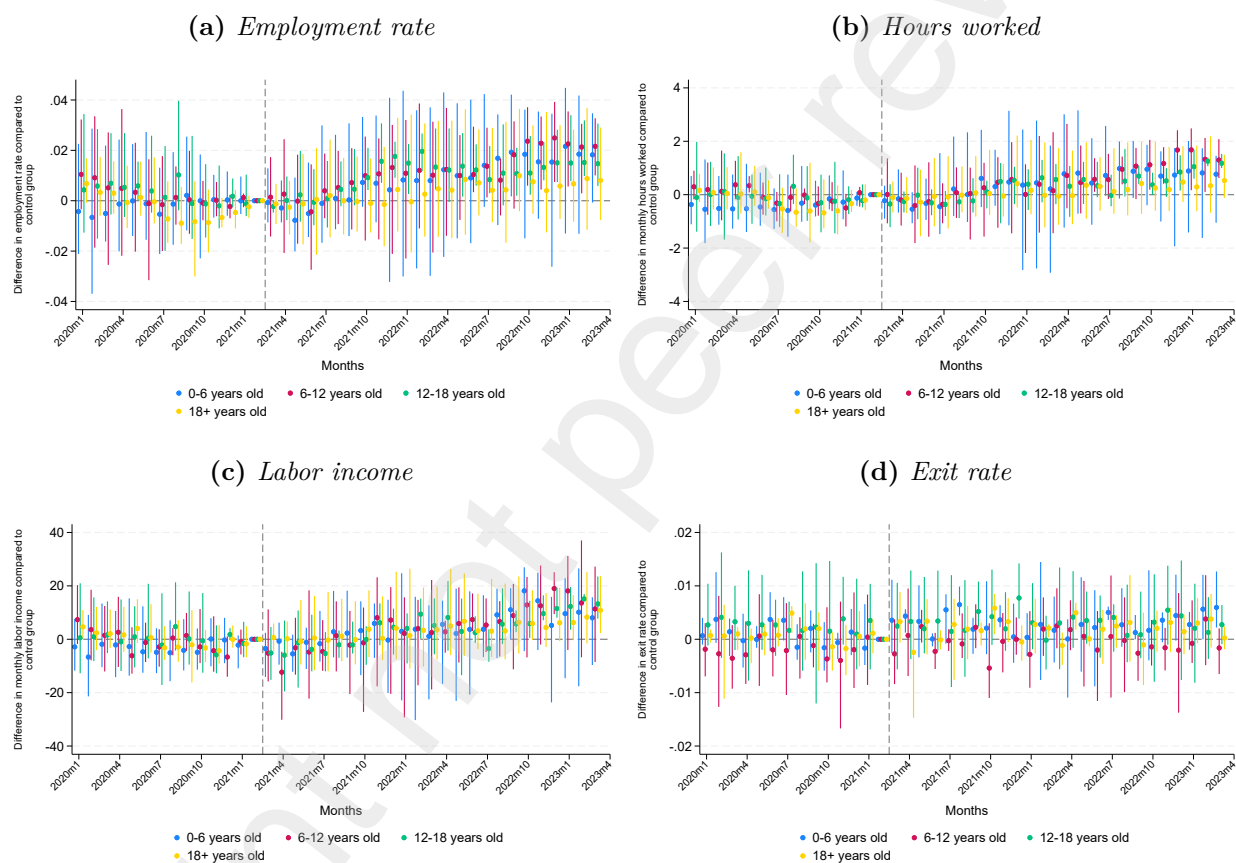 (a) Employment rate
Difference in employment rate compared to
control group
.04
.02
0
-.02
-.04
2020m1
2020m4
2020m7
2020m10
2021m1
2021m4
2021m7
2021m10
2022m1
2022m4
2022m7
2022m10
2023m1
2023m4
Months
0-6 years old
6-12 years old
12-18 years old
18+ years old
(b) Hours worked
Difference in monthly hours worked compared to
control group
4
2
0
-2
-4
2020m1
2020m4
2020m7
2020m10
2021m1
2021m4
2021m7
2021m10
2022m1
2022m4
2022m7
2022m10
2023m1
2023m4
Months
0-6 years old
6-12 years old
12-18 years old
18+ years old
(c) Labor income
Difference in monthly labor income compared to
control group
40
20
0
-20
-40
2020m1
2020m4
2020m7
2020m10
2021m1
2021m4
2021m7
2021m10
2022m1
2022m4
2022m7
2022m10
2023m1
2023m4
Months
0-6 years old
6-12 years old
12-18 years old
18+ years old
(d) Exit rate
Difference in exit rate compared to
control group
.02
.01
0
-.01
-.02
2020m1
2020m4
2020m7
2020m10
2021m1
2021m4
2021m7
2021m10
2022m1
2022m4
2022m7
2022m10
2023m1
2023m4
Months
0-6 years old
6-12 years old
12-18 years old
18+ years old
not peer